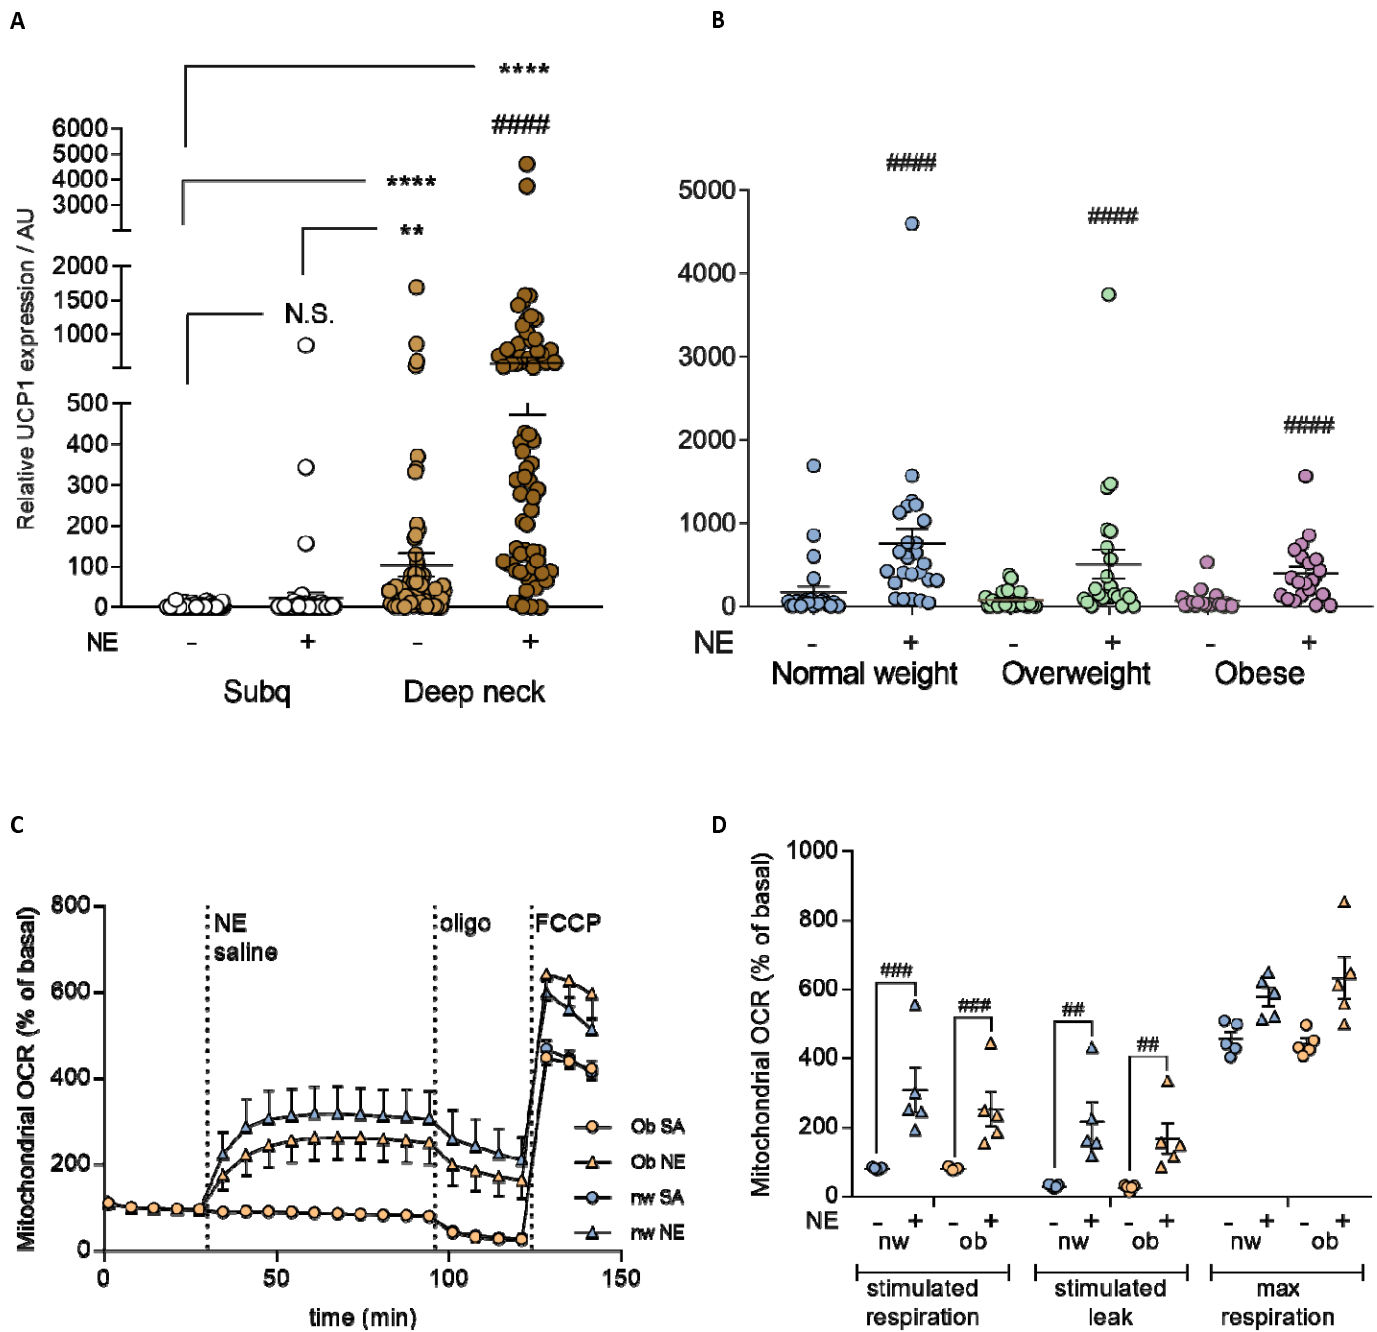 A
B
****
####
6000
5000
4000
3000
****
**
2000
1500
1000
N.S.
500
400
300
200
100
0
Relative UCP1 expression / AU
NE
-
+
-
+
Subq
Deep neck
####
####
####
5000
4000
3000
2000
1000
0
NE
-
+
-
+
-
+
Normal weight
Overweight
Obese
C
D
800
600
400
200
0
Mitochondrial OCR (% of basal)
NE
saline
oligo
FCCP
Ob SA
Ob NE
nw SA
nw NE
0
50
100
150
time (min)
1000
800
600
400
200
0
Mitochondrial OCR (% of basal)
###
###
##
##
NE
-
+
-
+
-
+
-
+
-
+
-
+
nw
ob
nw
ob
nw
ob
stimulated
respiration
stimulated
leak
max
respiration